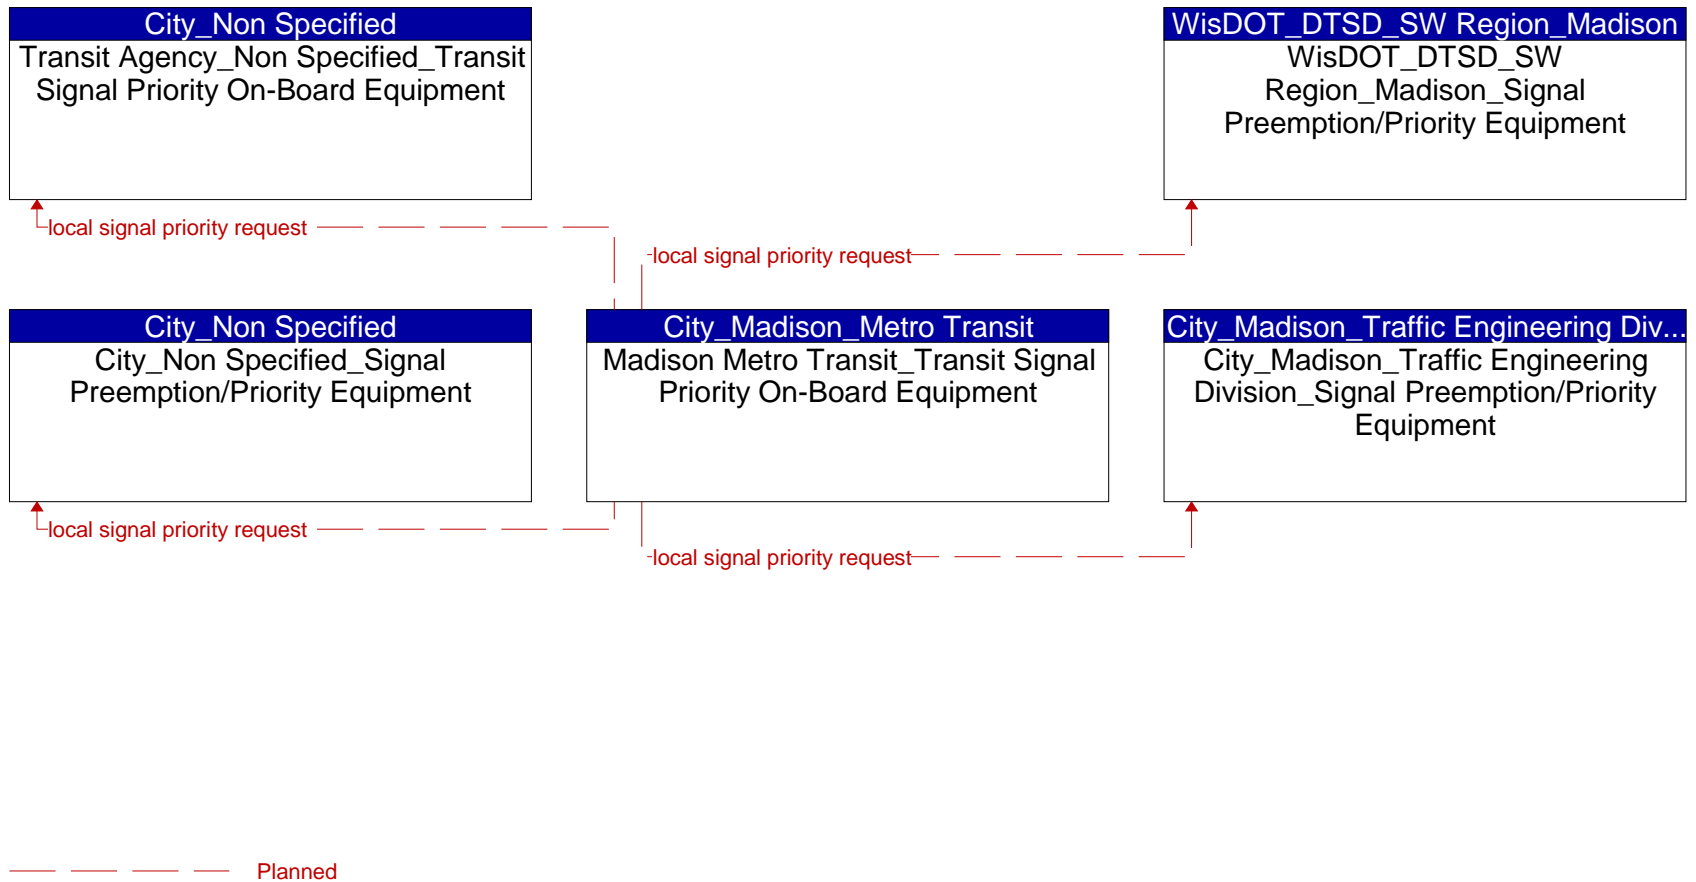 City_Non Specified
Transit Agency_Non Specified_Transit
Signal Priority On-Board Equipment
WisDOT_DTSD_SW Region_Madison
WisDOT_DTSD_SW
Region_Madison_Signal
Preemption/Priority Equipment
local signal priority request
local signal priority request
City_Non Specified
City_Non Specified_Signal
Preemption/Priority Equipment
City_Madison_Metro Transit
Madison Metro Transit_Transit Signal
Priority On-Board Equipment
City_Madison_Traffic Engineering Div...
City_Madison_Traffic Engineering
Division_Signal Preemption/Priority
Equipment
local signal priority request
local signal priority request
Planned